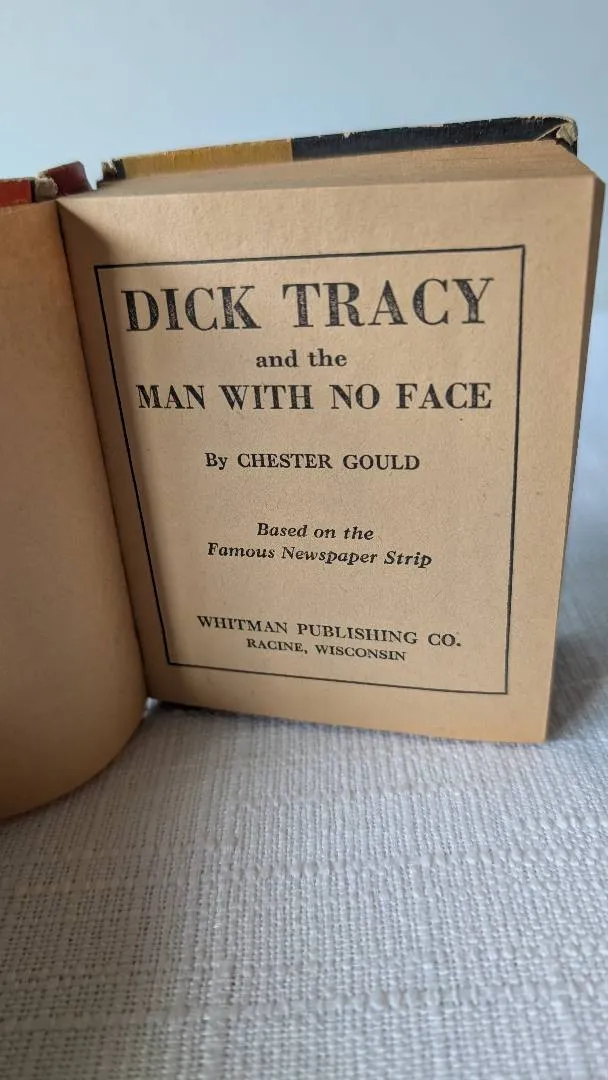 DICK TRACY
and the
MAN WITH NO FACE
By CHESTER GOULD
Based on the
Famous Newspaper Strip
WHITMAN PUBLISHING CO.
RACINE, WISCONSIN